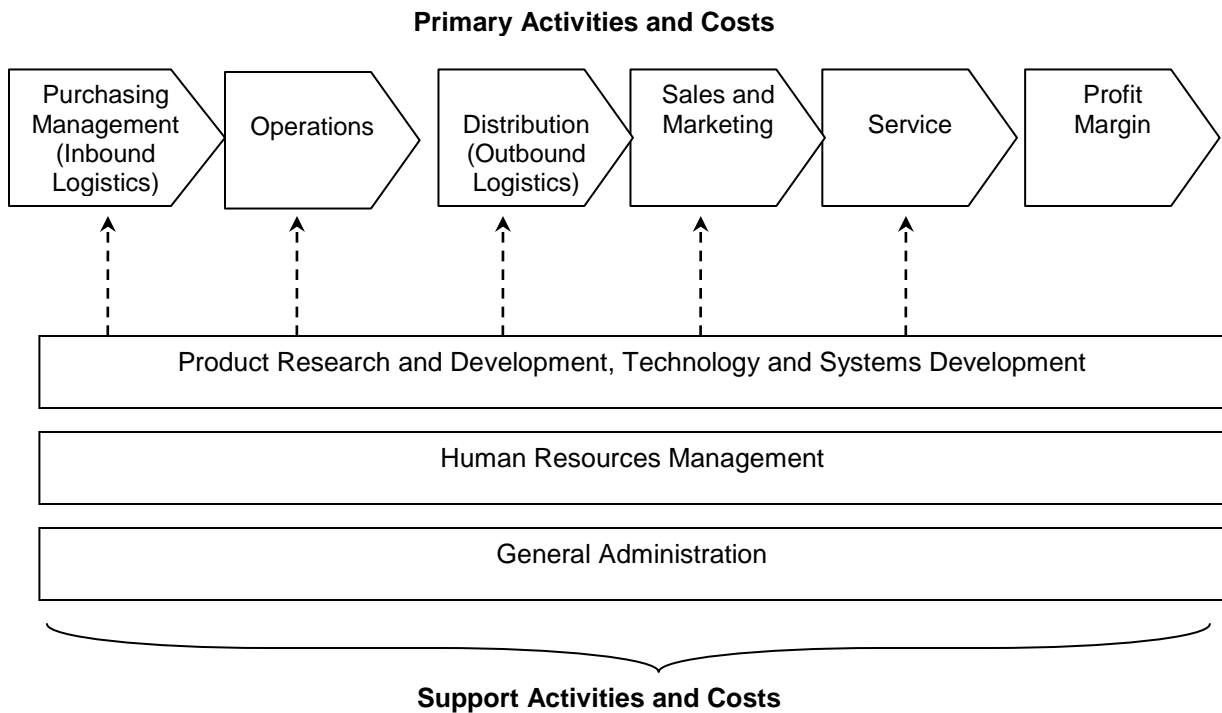 Primary Activities and Costs
Purchasing
Management
(Inbound
Logistics)
Operations
Distribution
(Outbound
Logistics)
Sales and
Marketing
Service
Profit
Margin
Product Research and Development, Technology and Systems Development
Human Resources Management
General Administration
Support Activities and Costs